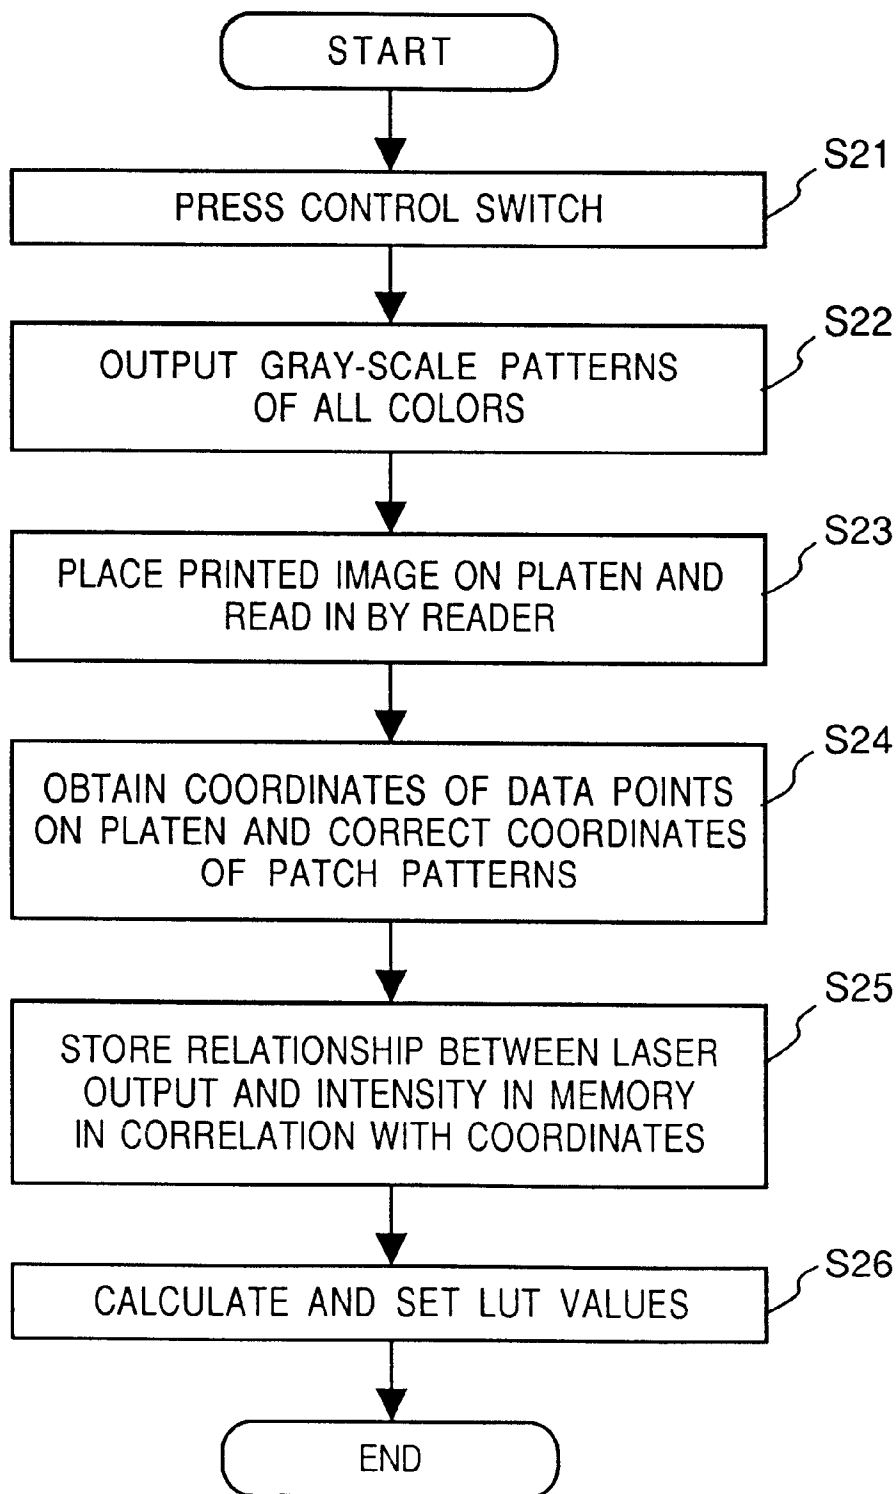 START
S21
PRESS CONTROL SWITCH
S22
OUTPUT GRAY-SCALE PATTERNS
OF ALL COLORS
S23
PLACE PRINTED IMAGE ON PLATEN AND
READ IN BY READER
S24
OBTAIN COORDINATES OF DATA POINTS
ON PLATEN AND CORRECT COORDINATES
OF PATCH PATTERNS
S25
STORE RELATIONSHIP BETWEEN LASER
OUTPUT AND INTENSITY IN MEMORY
IN CORRELATION WITH COORDINATES
S26
CALCULATE AND SET LUT VALUES
END